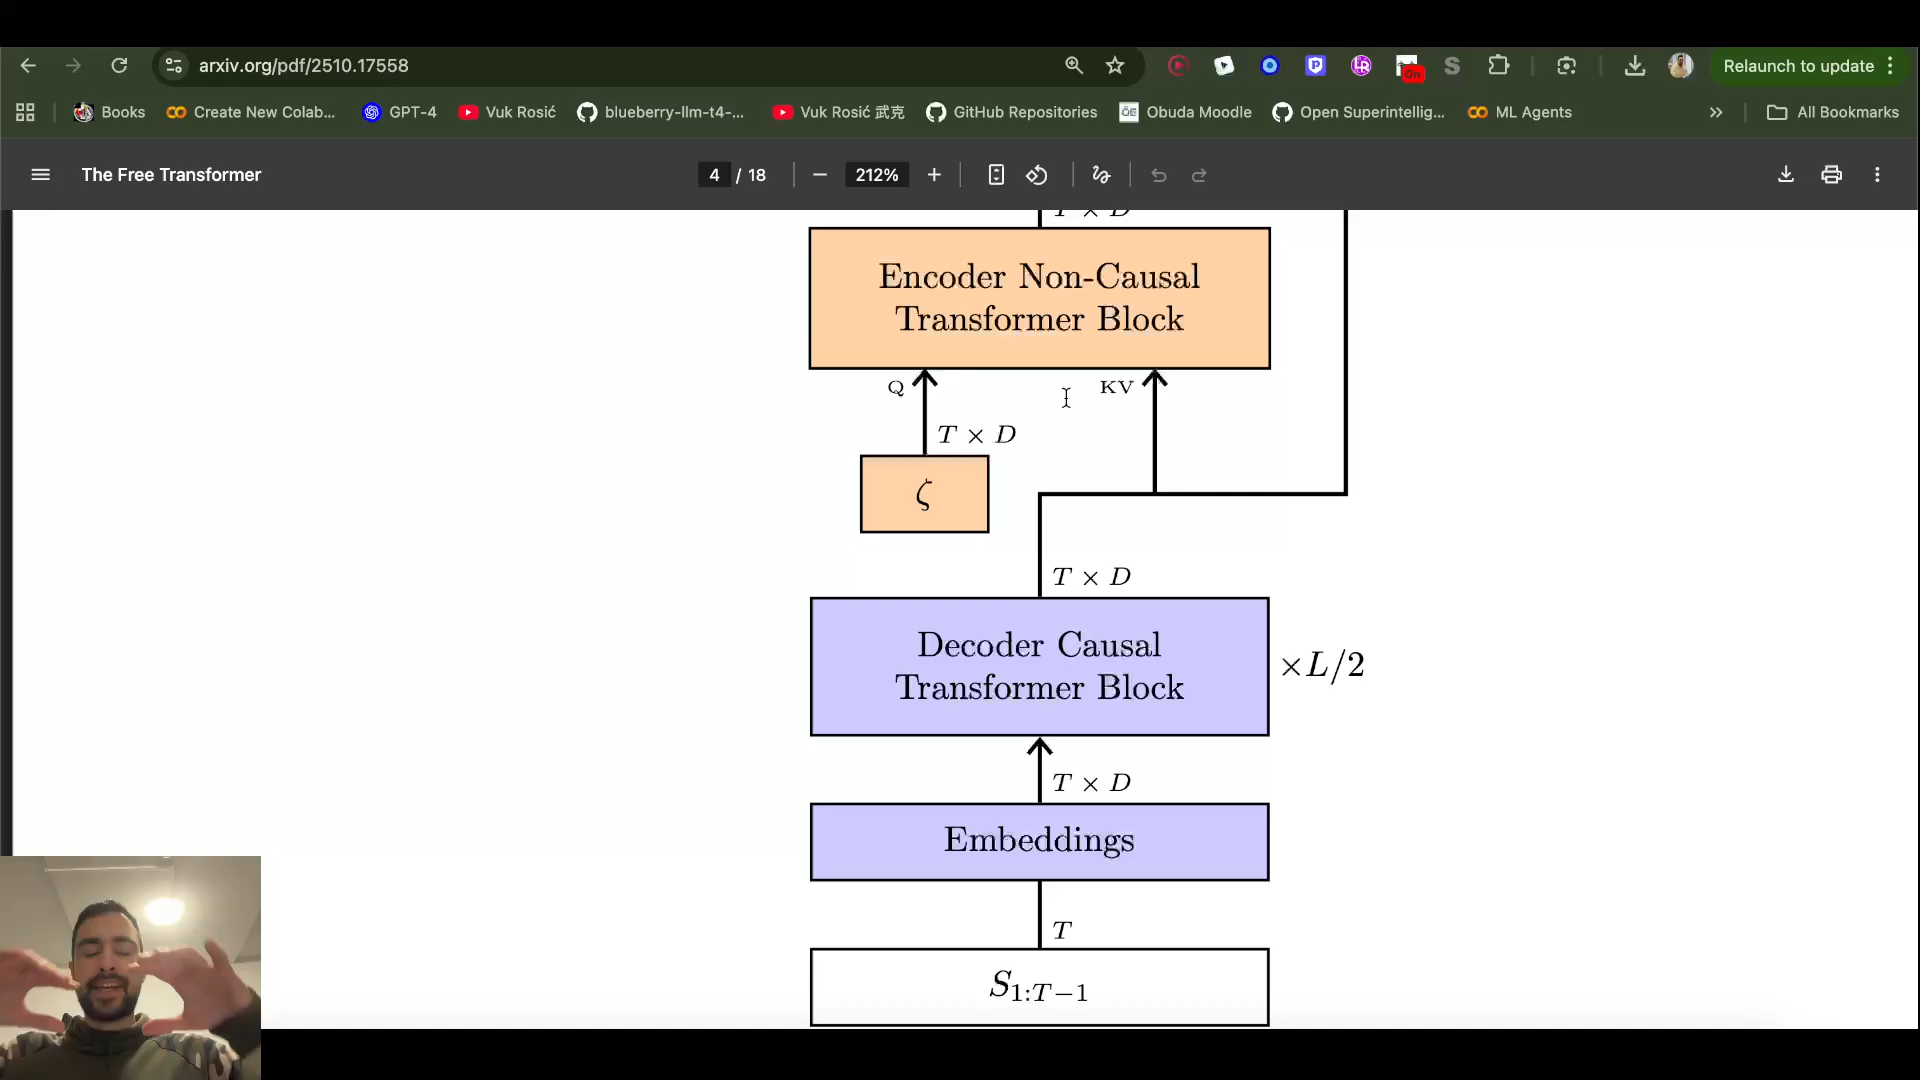 arxiv.org/pdf/2510.17558
On
S
Relaunch to update
Books
Create New Colab...
GPT-4
Vuk Rosić
blueberry-llm-t4-...
Vuk Rosić 武克
GitHub Repositories
Obuda Moodle
Open Superintellig...
ML Agents
All Bookmarks
The Free Transformer
4 / 18
212%
T × D
Encoder Non-Causal
Transformer Block
Q
KV
T × D
ζ
T × D
Decoder Causal
Transformer Block
×L/2
T × D
Embeddings
T
S1:T−1